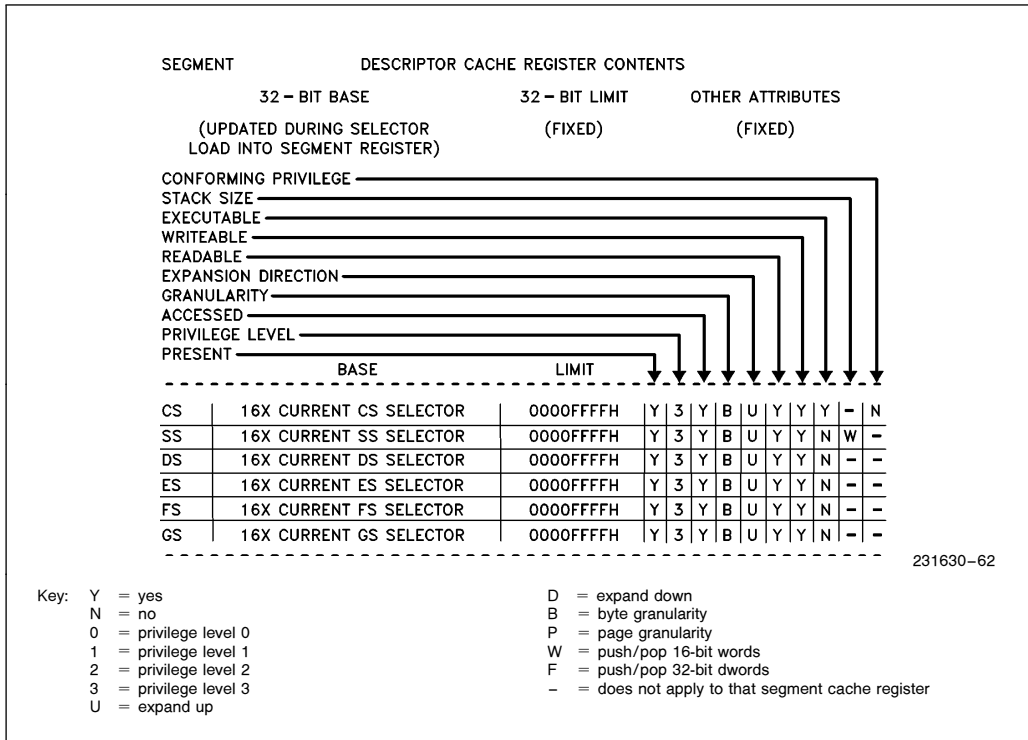 SEGMENT DESCRIPTOR CACHE REGISTER CONTENTS
32 – BIT BASE 32 – BIT LIMIT OTHER ATTRIBUTES
(UPDATED DURING SELECTOR (FIXED) (FIXED)
LOAD INTO SEGMENT REGISTER)
CONFORMING PRIVILEGE
STACK SIZE
EXECUTABLE
WRITEABLE
READABLE
EXPANSION DIRECTION
GRANULARITY
ACCESSED
PRIVILEGE LEVEL
PRESENT
BASE LIMIT
CS 16X CURRENT CS SELECTOR 0000FFFFH Y 3 Y B U Y Y Y – N
SS 16X CURRENT SS SELECTOR 0000FFFFH Y 3 Y B U Y Y N W –
DS 16X CURRENT DS SELECTOR 0000FFFFH Y 3 Y B U Y Y N – –
ES 16X CURRENT ES SELECTOR 0000FFFFH Y 3 Y B U Y Y N – –
FS 16X CURRENT FS SELECTOR 0000FFFFH Y 3 Y B U Y Y N – –
GS 16X CURRENT GS SELECTOR 0000FFFFH Y 3 Y B U Y Y N – –
231630–62
Key: Y = yes
N = no
0 = privilege level 0
1 = privilege level 1
2 = privilege level 2
3 = privilege level 3
U = expand up
D = expand down
B = byte granularity
P = page granularity
W = push/pop 16-bit words
F = push/pop 32-bit dwords
– = does not apply to that segment cache register